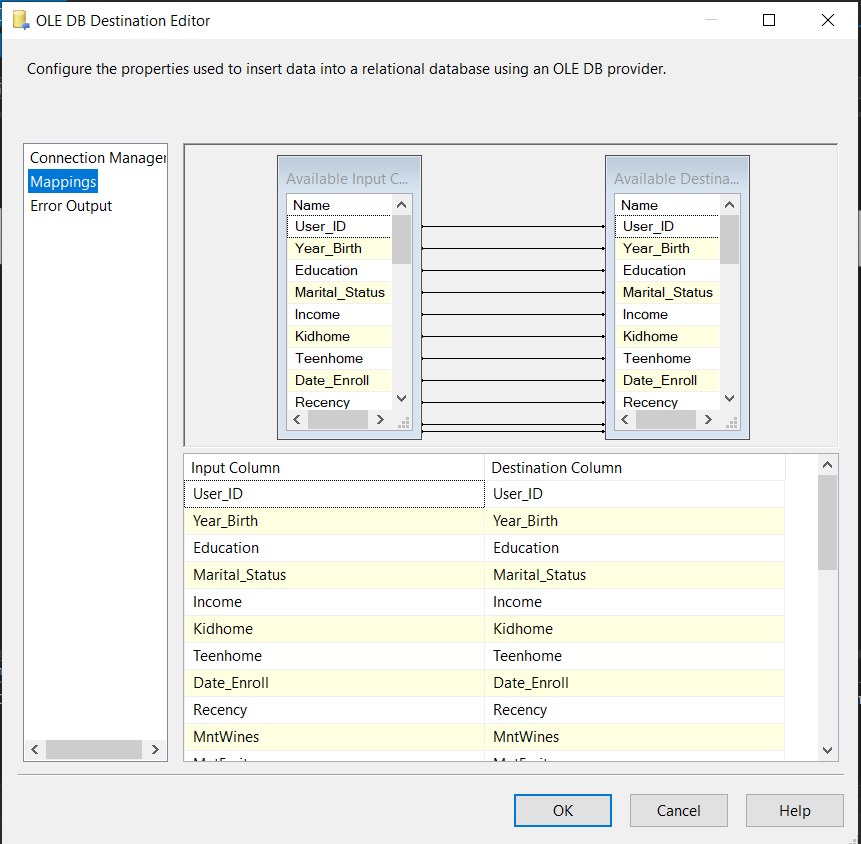 OLE DB Destination Editor
Configure the properties used to insert data into a relational database using an OLE DB provider.
Connection Manager
Mappings
Error Output
Available Input C...
Name
User_ID
Year_Birth
Education
Marital_Status
Income
Kidhome
Teenhome
Date_Enroll
Recency
Available Destina...
Name
User_ID
Year_Birth
Education
Marital_Status
Income
Kidhome
Teenhome
Date_Enroll
Recency
Input Column Destination Column
User_ID User_ID
Year_Birth Year_Birth
Education Education
Marital_Status Marital_Status
Income Income
Kidhome Kidhome
Teenhome Teenhome
Date_Enroll Date_Enroll
Recency Recency
MntWines MntWines
OK Cancel Help